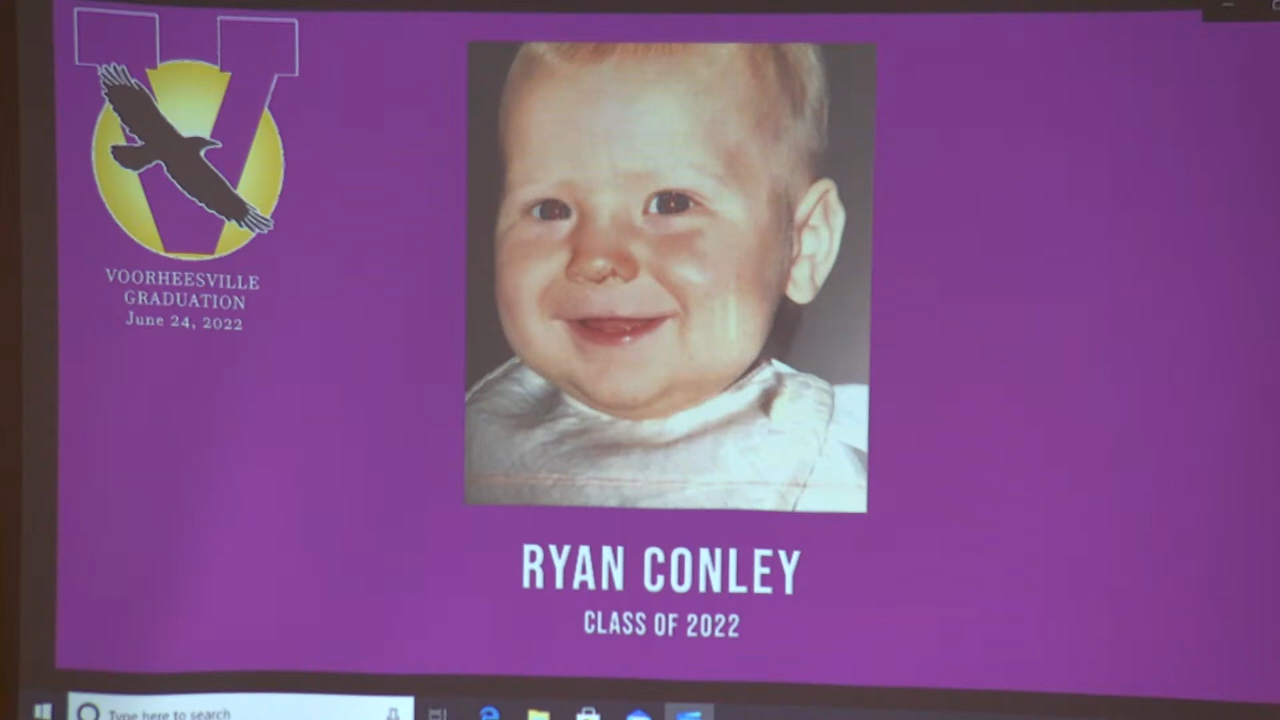 VOORHEESVILLE
GRADUATION
June 24, 2022
RYAN CONLEY
CLASS OF 2022
Type here to search